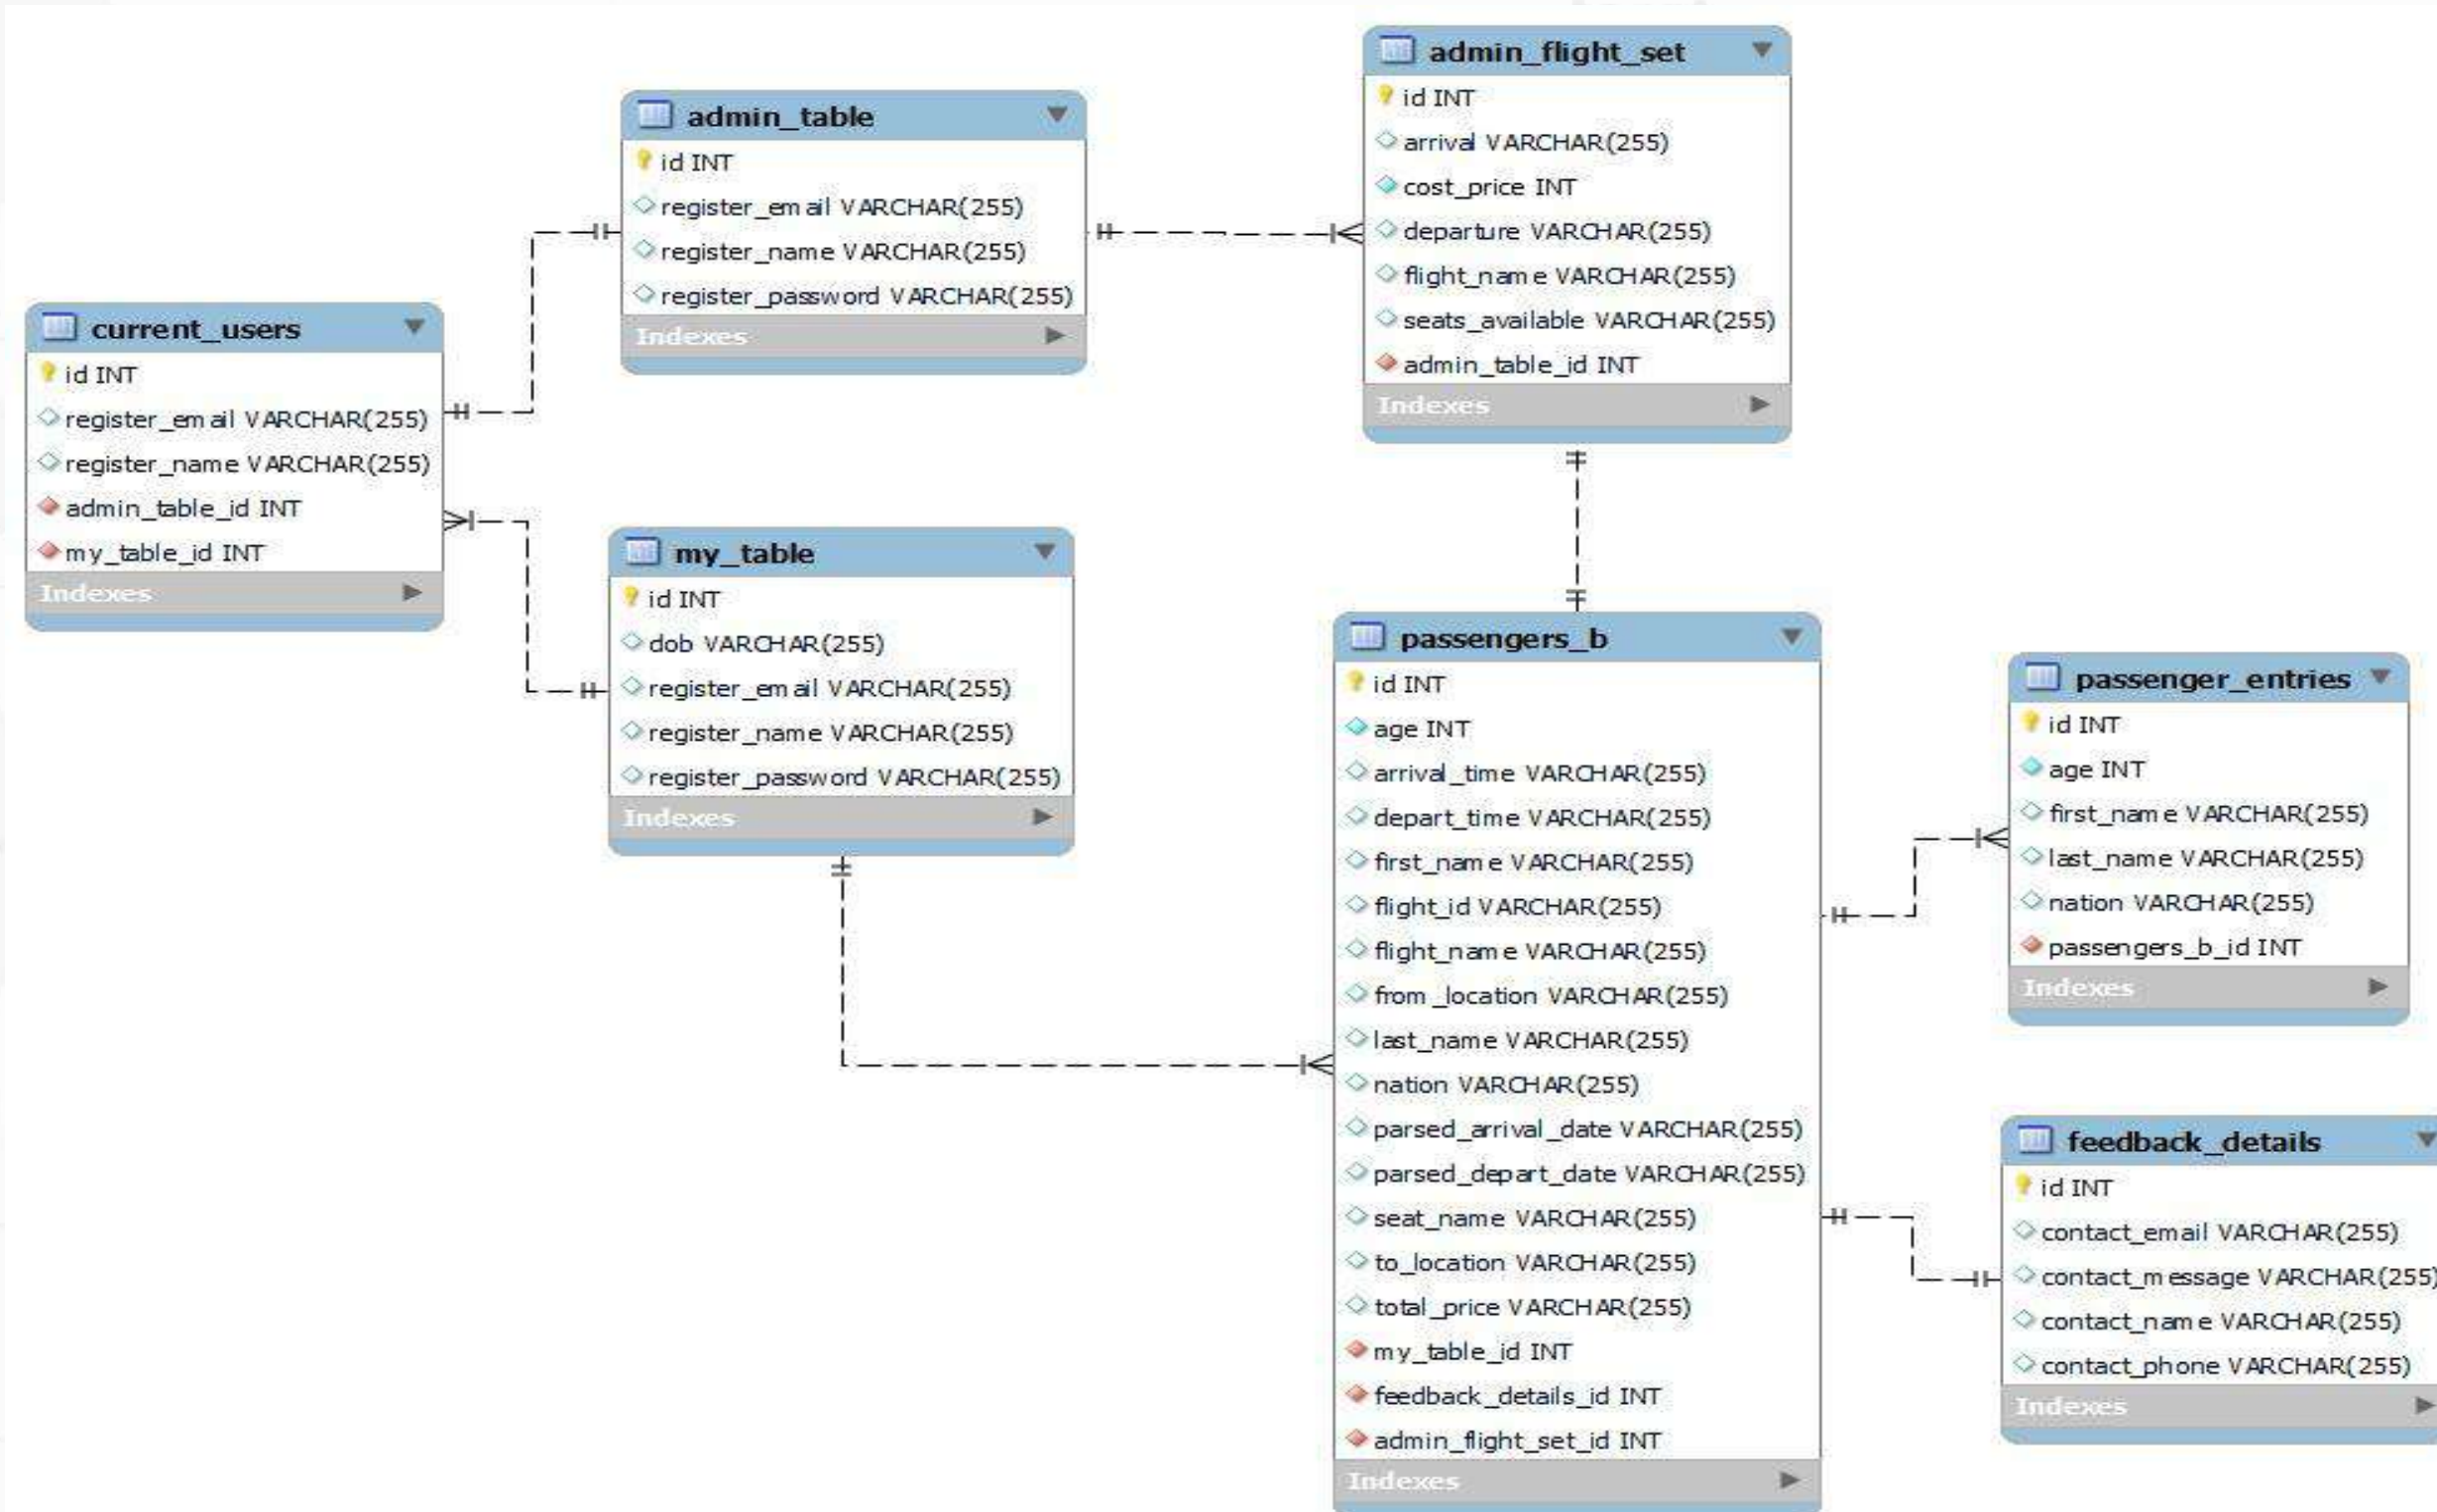 admin_flight_set
id INT
arrival VARCHAR(255)
cost_price INT
departure VARCHAR(255)
flight_name VARCHAR(255)
seats_available VARCHAR(255)
admin_table_id INT
Indexes
admin_table
id INT
register_email VARCHAR(255)
register_name VARCHAR(255)
register_password VARCHAR(255)
Indexes
current_users
id INT
register_email VARCHAR(255)
register_name VARCHAR(255)
admin_table_id INT
my_table_id INT
Indexes
my_table
id INT
dob VARCHAR(255)
register_email VARCHAR(255)
register_name VARCHAR(255)
register_password VARCHAR(255)
Indexes
passengers_b
id INT
age INT
arrival_time VARCHAR(255)
depart_time VARCHAR(255)
first_name VARCHAR(255)
flight_id VARCHAR(255)
flight_name VARCHAR(255)
from_location VARCHAR(255)
last_name VARCHAR(255)
nation VARCHAR(255)
parsed_arrival_date VARCHAR(255)
parsed_depart_date VARCHAR(255)
seat_name VARCHAR(255)
to_location VARCHAR(255)
total_price VARCHAR(255)
my_table_id INT
feedback_details_id INT
admin_flight_set_id INT
Indexes
passenger_entries
id INT
age INT
first_name VARCHAR(255)
last_name VARCHAR(255)
nation VARCHAR(255)
passengers_b_id INT
Indexes
feedback_details
id INT
contact_email VARCHAR(255)
contact_message VARCHAR(255)
contact_name VARCHAR(255)
contact_phone VARCHAR(255)
Indexes